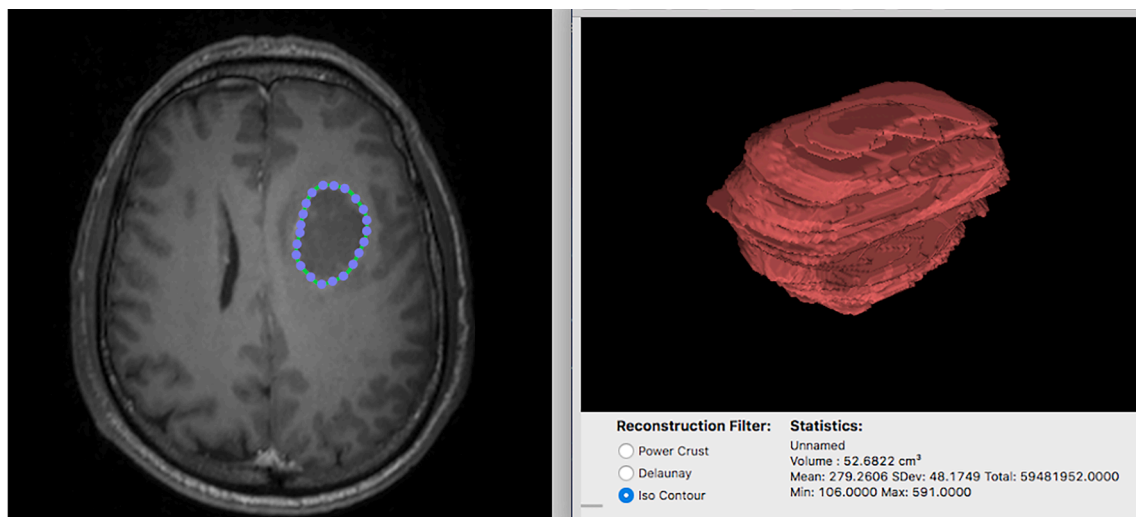 Reconstruction Filter:
Power Crust
Delaunay
Iso Contour
Statistics:
Unnamed
Volume : 52.6822 cm³
Mean: 279.2606 SDev: 48.1749 Total: 59481952.0000
Min: 106.0000 Max: 591.0000